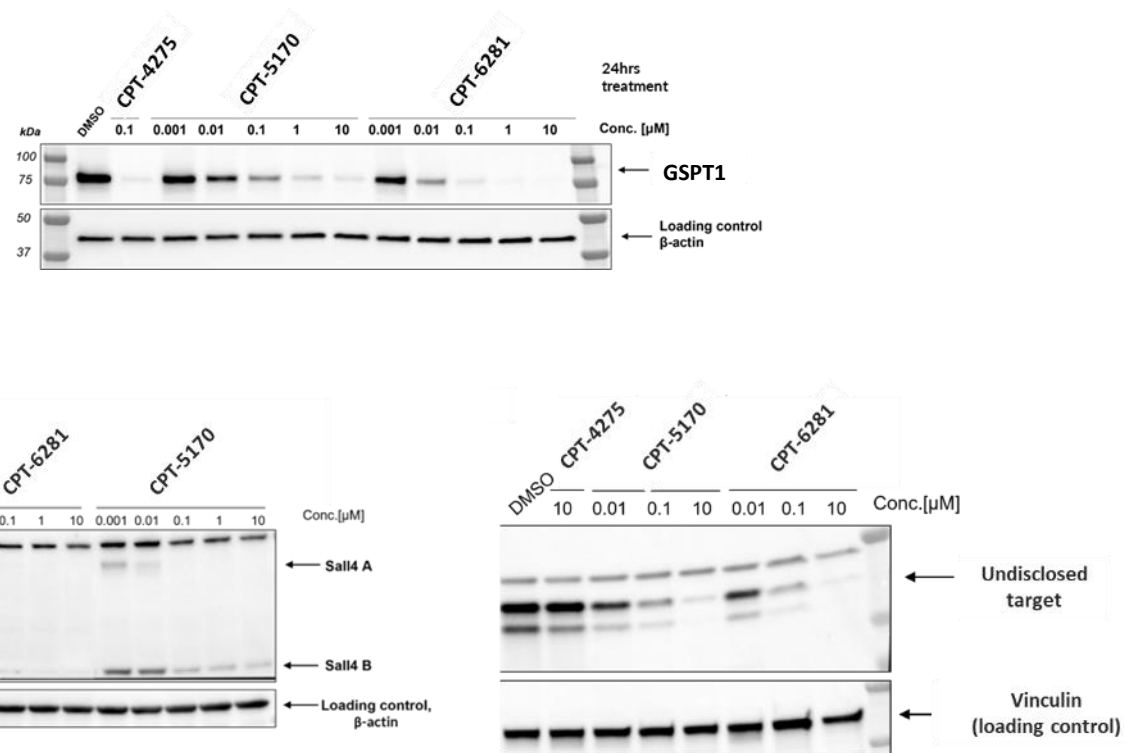 CPT-4275
CPT-5170
CPT-6281
24hrs
treatment
DMSO
kDa
0.1 0.001 0.01 0.1 1 10 0.001 0.01 0.1 1 10 Conc. [µM]
100
75
GSPT1
50
37
Loading control
β-actin
CPT-6281
CPT-5170
0.1 1 10 0.001 0.01 0.1 1 10 Conc.[µM]
Sall4 A
Sall4 B
Loading control,
β-actin
CPT-4275
CPT-5170
CPT-6281
DMSO
10 0.01 0.1 10 0.01 0.1 10 Conc.[µM]
Undisclosed
target
Vinculin
(loading control)